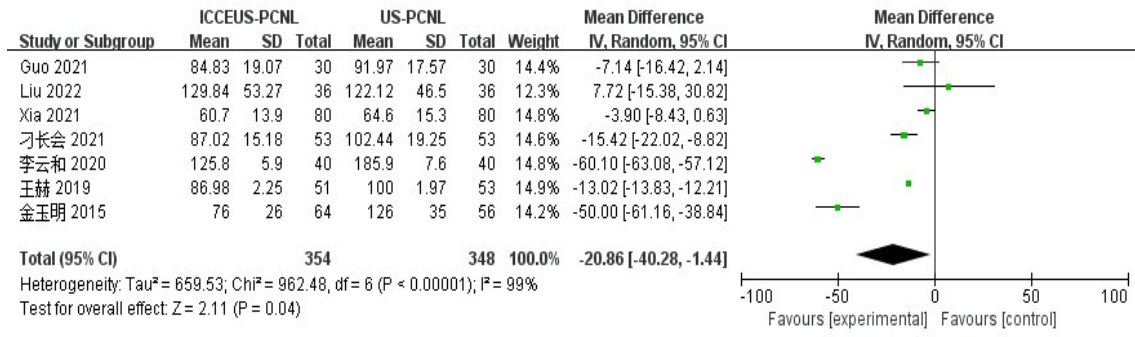 ICCEUS-PCNL US-PCNL Mean Difference Mean Difference
Study or Subgroup Mean SD Total Mean SD Total Weight IV, Random, 95% CI IV, Random, 95% CI
Guo 2021 84.83 19.07 30 91.97 17.57 30 14.4% -7.14 [-16.42, 2.14]
Liu 2022 129.84 53.27 36 122.12 46.5 36 12.3% 7.72 [-15.38, 30.82]
Xia 2021 60.7 13.9 80 64.6 15.3 80 14.8% -3.90 [-8.43, 0.63]
刁长会 2021 87.02 15.18 53 102.44 19.25 53 14.6% -15.42 [-22.02, -8.82]
李云和 2020 125.8 5.9 40 185.9 7.6 40 14.8% -60.10 [-63.08, -57.12]
王赫 2019 86.98 2.25 51 100 1.97 53 14.9% -13.02 [-13.83, -12.21]
金玉明 2015 76 26 64 126 35 56 14.2% -50.00 [-61.16, -38.84]
Total (95% CI) 354 348 100.0% -20.86 [-40.28, -1.44]
Heterogeneity: Tau² = 659.53; Chi² = 962.48, df = 6 (P < 0.00001); I² = 99%
Test for overall effect: Z = 2.11 (P = 0.04)
-100 -50 0 50 100
Favours [experimental] Favours [control]